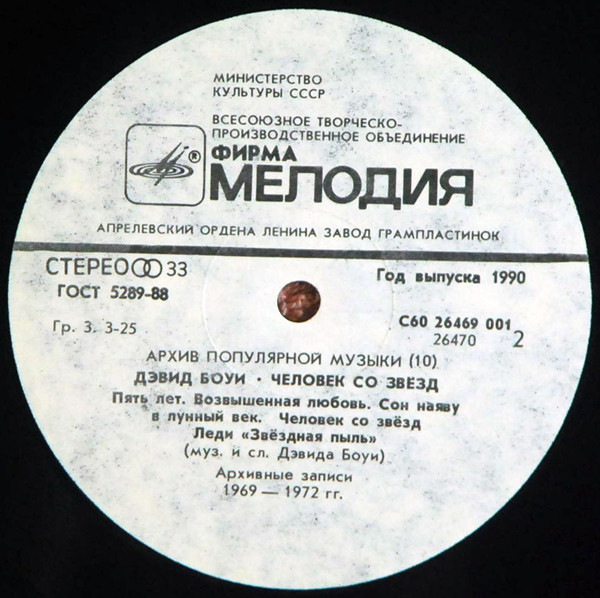 МИНИСТЕРСТВО
КУЛЬТУРЫ СССР
ВСЕСОЮЗНОЕ ТВОРЧЕСКО-
ПРОИЗВОДСТВЕННОЕ ОБЪЕДИНЕНИЕ
®
ФИРМА
МЕЛОДИЯ
АПРЕЛЕВСКИЙ ОРДЕНА ЛЕНИНА ЗАВОД ГРАМПЛАСТИНОК
СТЕРЕО 33
ГОСТ 5289-88
Год выпуска 1990
Гр. 3. 3-25
С60 26469 001
26470
2
АРХИВ ПОПУЛЯРНОЙ МУЗЫКИ (10)
ДЭВИД БОУИ · ЧЕЛОВЕК СО ЗВЁЗД
Пять лет. Возвышенная любовь. Сон наяву
в лунный век. Человек со звёзд
Леди «Звёздная пыль»
(муз. и сл. Дэвида Боуи)
Архивные записи
1969 — 1972 гг.